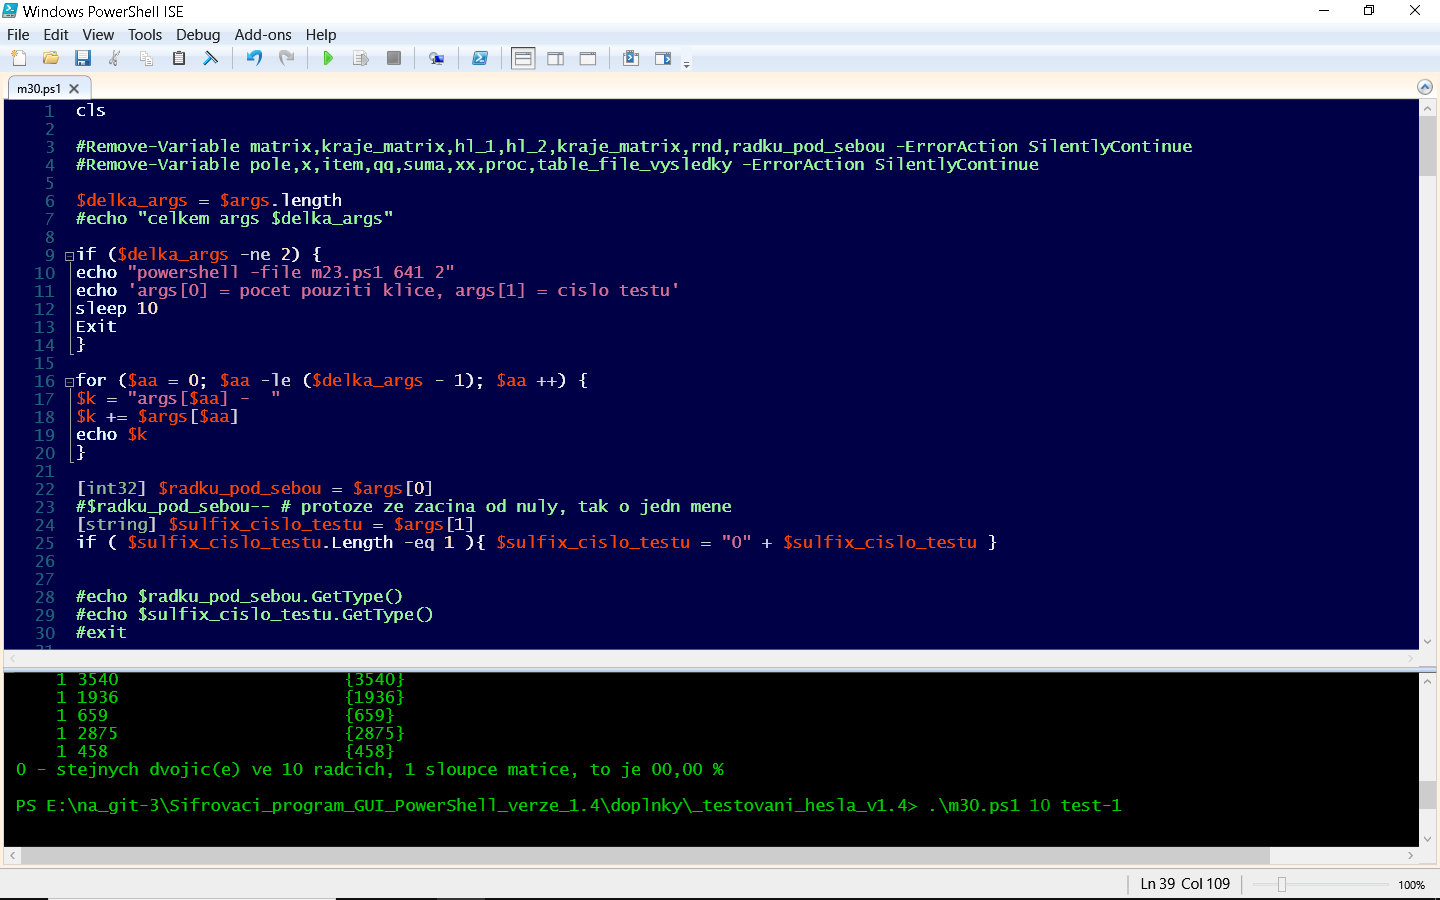 Windows PowerShell ISE
File Edit View Tools Debug Add-ons Help
m30.ps1
1 cls
2
3 #Remove-Variable matrix,kraje_matrix,hl_1,hl_2,kraje_matrix,rnd,radku_pod_sebou -ErrorAction SilentlyContinue
4 #Remove-Variable pole,x,item,qq,suma,xx,proc,table_file_vysledky -ErrorAction SilentlyContinue
5
6 $delka_args = $args.length
7 #echo "celkem args $delka_args"
8
9 if ($delka_args -ne 2) {
10 echo "powershell -file m23.ps1 641 2"
11 echo 'args[0] = pocet pouziti klice, args[1] = cislo testu'
12 sleep 10
13 Exit
14 }
15
16 for ($aa = 0; $aa -le ($delka_args - 1); $aa ++) {
17 $k = "args[$aa] -  "
18 $k += $args[$aa]
19 echo $k
20 }
21
22 [int32] $radku_pod_sebou = $args[0]
23 #$radku_pod_sebou-- # protoze ze zacina od nuly, tak o jedn mene
24 [string] $sulfix_cislo_testu = $args[1]
25 if ( $sulfix_cislo_testu.Length -eq 1 ){ $sulfix_cislo_testu = "0" + $sulfix_cislo_testu }
26
27
28 #echo $radku_pod_sebou.GetType()
29 #echo $sulfix_cislo_testu.GetType()
30 #exit
31
1 3540 {3540}
1 1936 {1936}
1 659 {659}
1 2875 {2875}
1 458 {458}
0 - stejnych dvojic(e) ve 10 radcich, 1 sloupce matice, to je 00,00 %
PS E:\na_git-3\Sifrovaci_program_GUI_PowerShell_verze_1.4\doplnky\_testovani_hesla_v1.4> .\m30.ps1 10 test-1
Ln 39 Col 109
100%